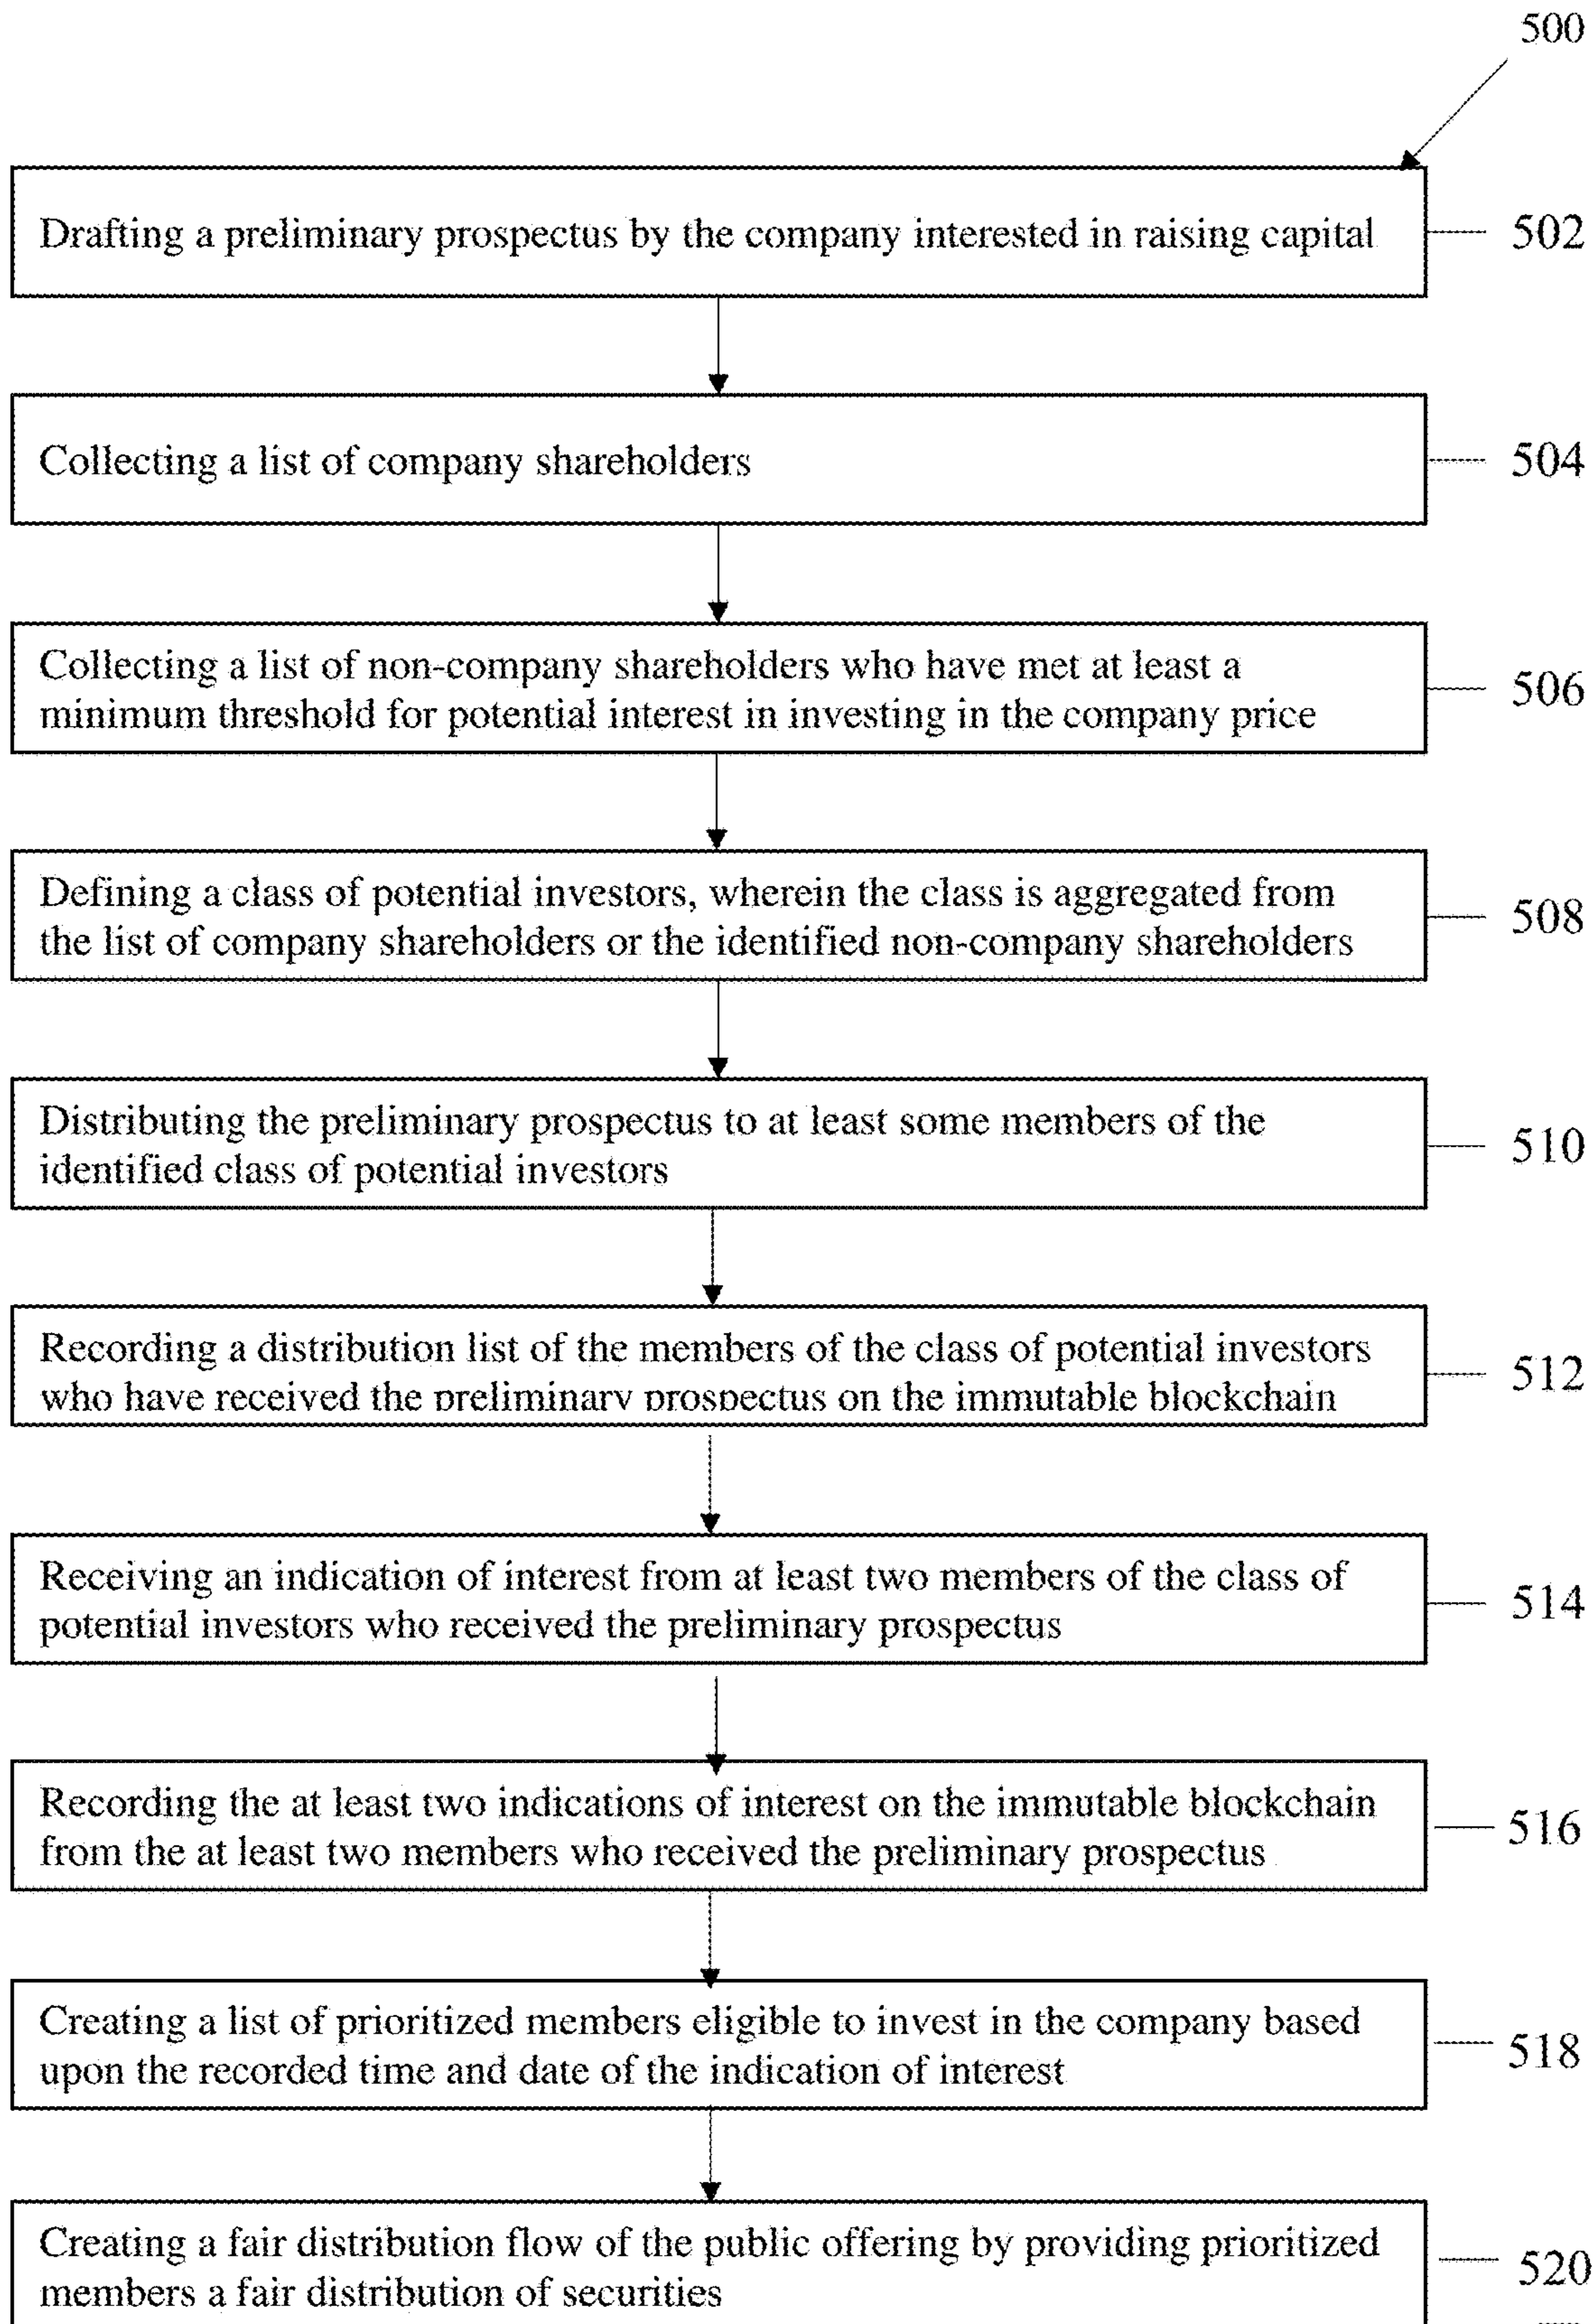 500
Drafting a preliminary prospectus by the company interested in raising capital
502
Collecting a list of company shareholders
504
Collecting a list of non-company shareholders who have met at least a
minimum threshold for potential interest in investing in the company price
506
Defining a class of potential investors, wherein the class is aggregated from
the list of company shareholders or the identified non-company shareholders
508
Distributing the preliminary prospectus to at least some members of the
identified class of potential investors
510
Recording a distribution list of the members of the class of potential investors
who have received the preliminary prospectus on the immutable blockchain
512
Receiving an indication of interest from at least two members of the class of
potential investors who received the preliminary prospectus
514
Recording the at least two indications of interest on the immutable blockchain
from the at least two members who received the preliminary prospectus
516
Creating a list of prioritized members eligible to invest in the company based
upon the recorded time and date of the indication of interest
518
Creating a fair distribution flow of the public offering by providing prioritized
members a fair distribution of securities
520